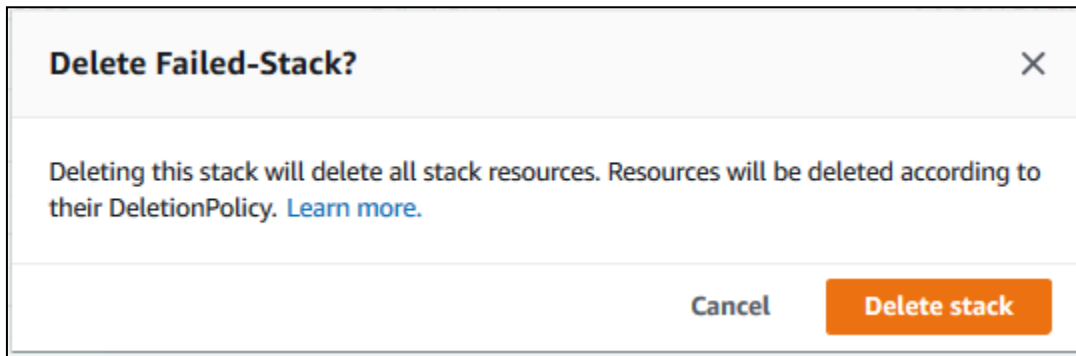 Delete Failed-Stack?
Deleting this stack will delete all stack resources. Resources will be deleted according to
their DeletionPolicy. Learn more.
Cancel
Delete stack